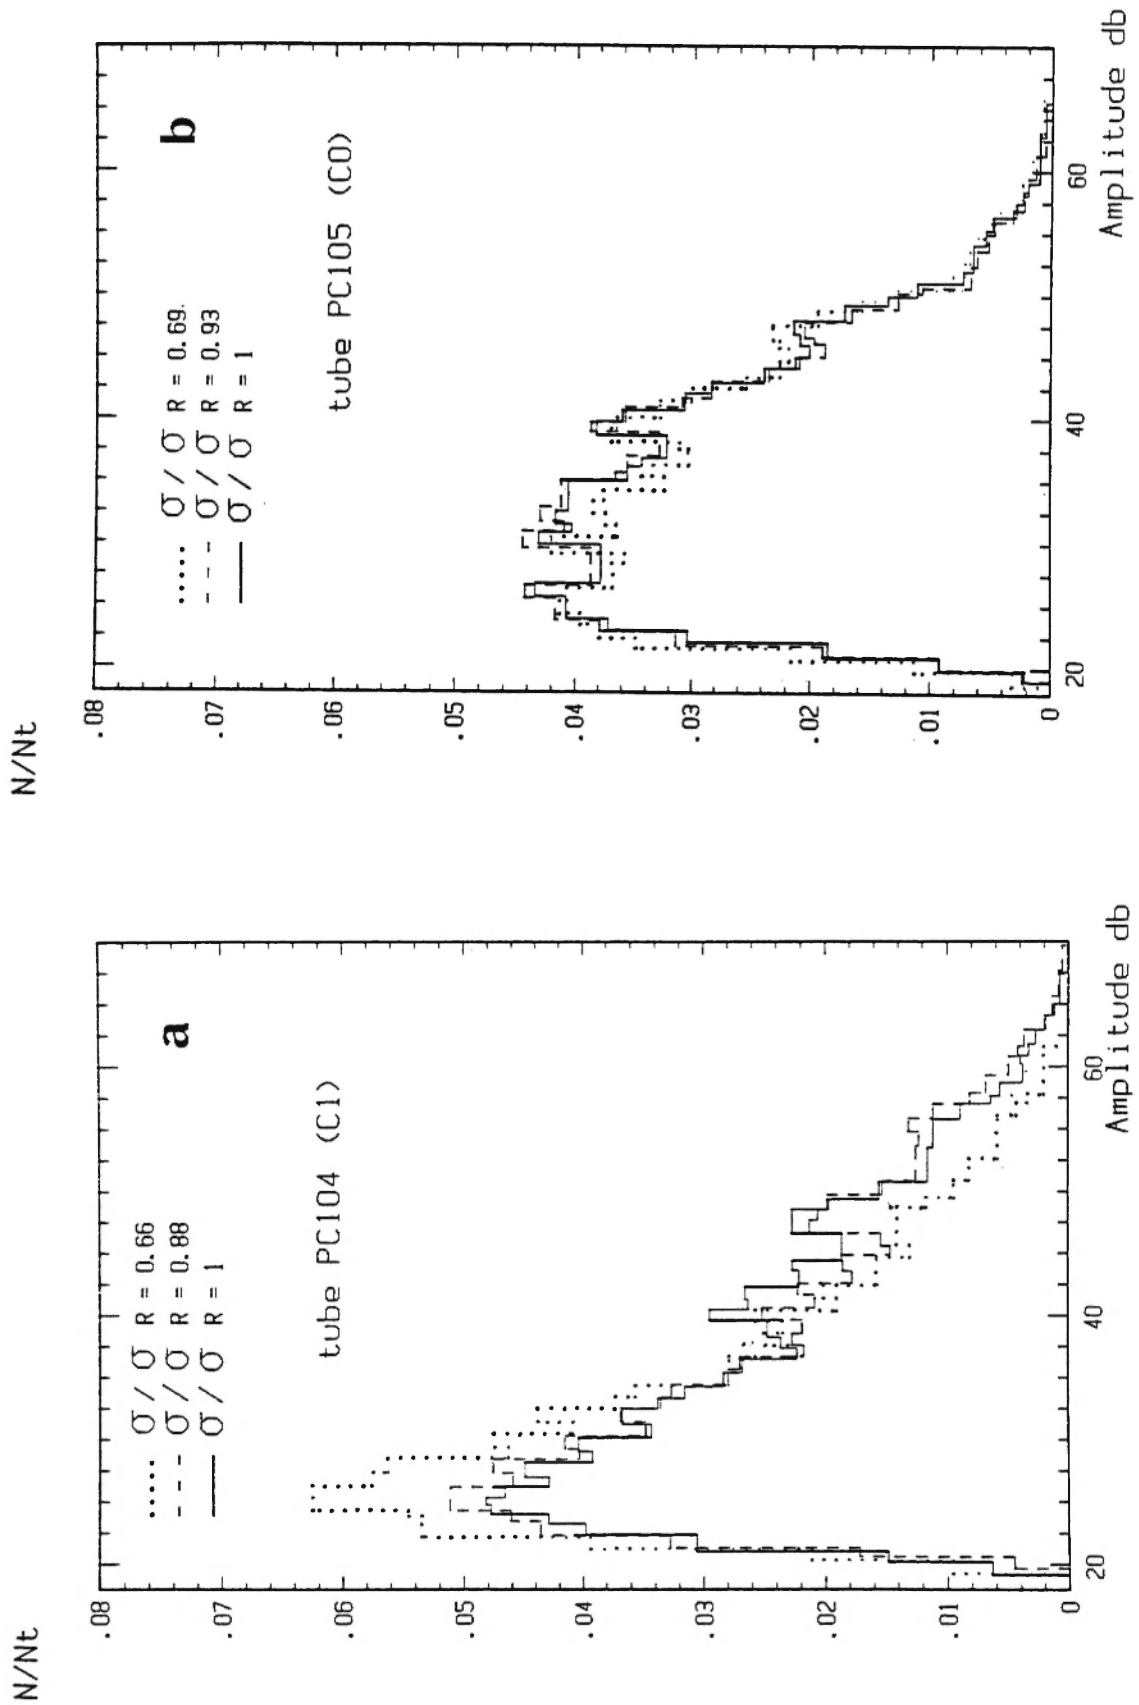 N/Nt
.08
.07
.06
.05
.04
.03
.02
.01
0
20
40
60
Amplitude db
σ / σ R = 0.66
σ / σ R = 0.88
σ / σ R = 1
a
tube PC104 (C1)
N/Nt
.08
.07
.06
.05
.04
.03
.02
.01
0
20
40
60
Amplitude db
σ / σ R = 0.69
σ / σ R = 0.93
σ / σ R = 1
b
tube PC105 (C0)